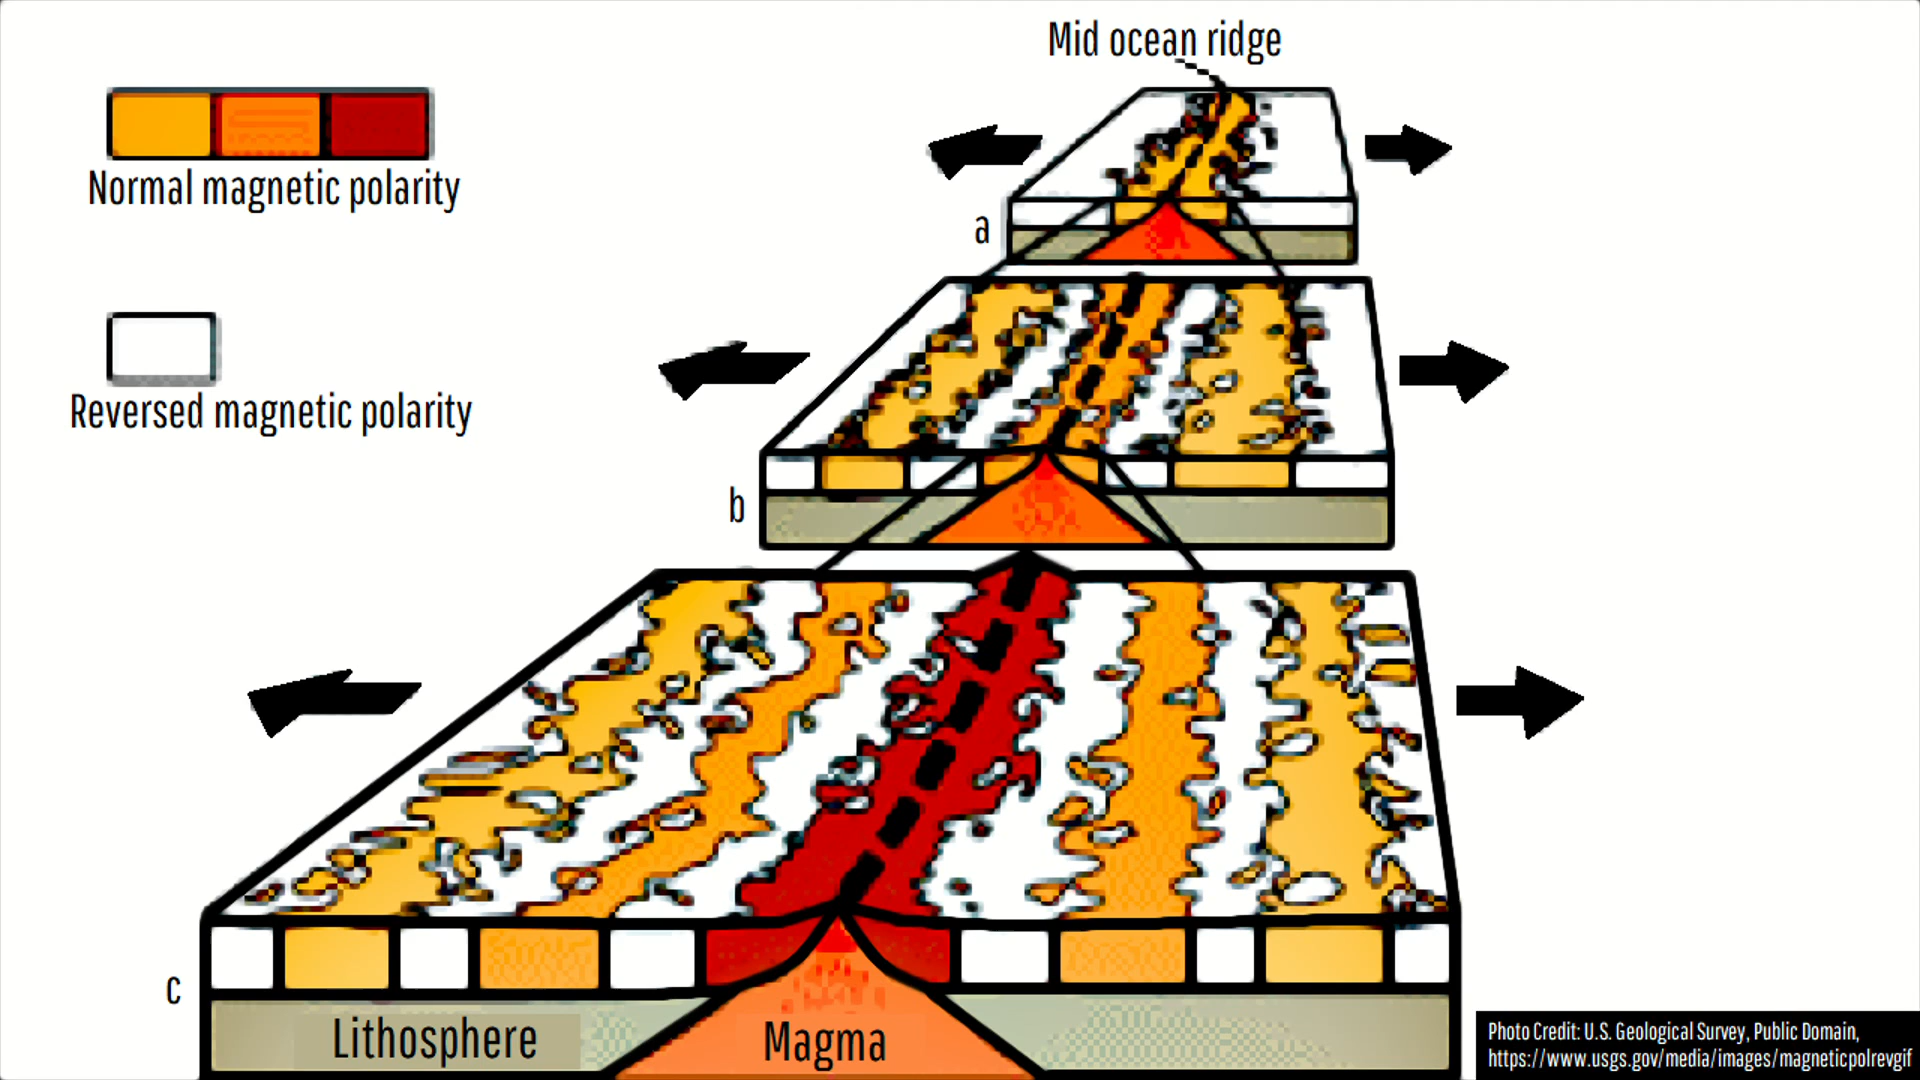 Mid ocean ridge
Normal magnetic polarity
a
Reversed magnetic polarity
b
c
Lithosphere
Magma
Photo Credit: U.S. Geological Survey, Public Domain,
https://www.usgs.gov/media/images/magneticpolrevgif